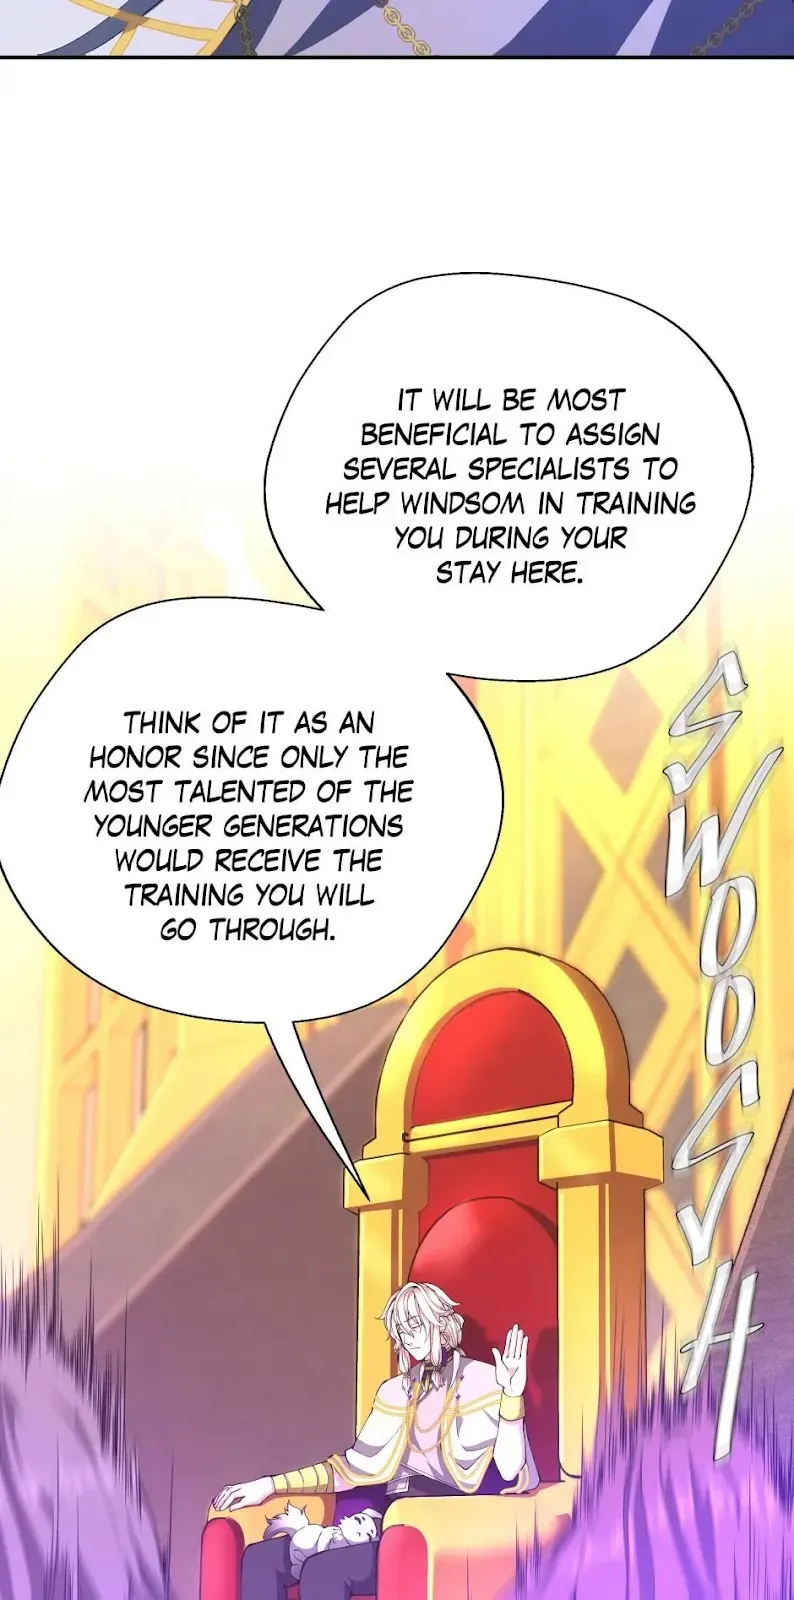 IT WILL BE MOST
BENEFICIAL TO ASSIGN
SEVERAL SPECIALISTS TO
HELP WINDSOM IN TRAINING
YOU DURING YOUR
STAY HERE.
THINK OF IT AS AN
HONOR SINCE ONLY THE
MOST TALENTED OF THE
YOUNGER GENERATIONS
WOULD RECEIVE THE
TRAINING YOU WILL
GO THROUGH.
SWOOSH